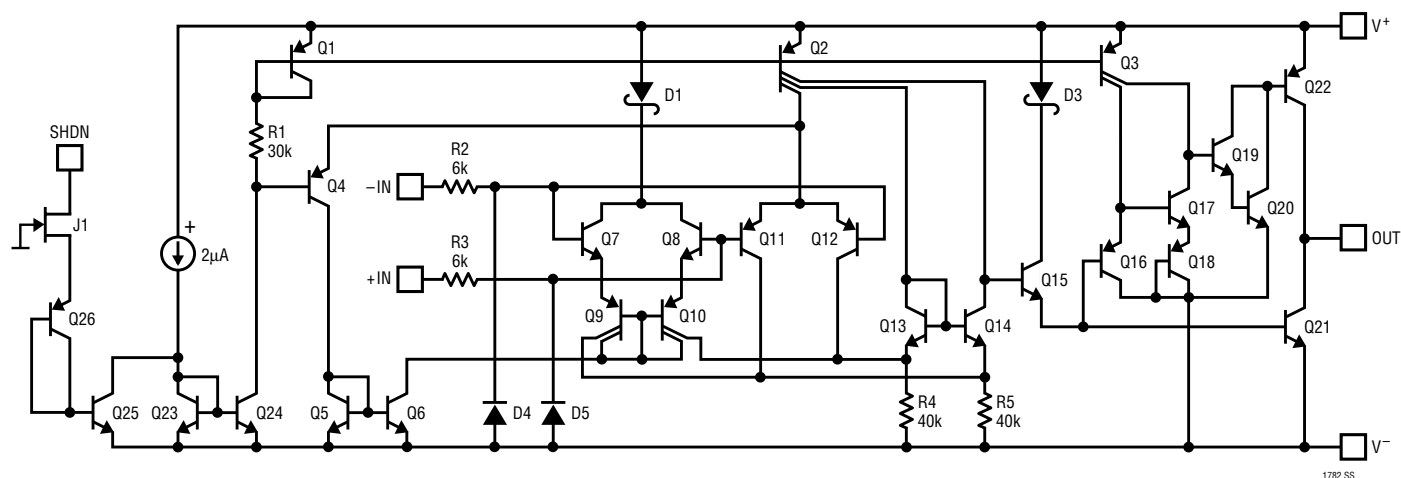 V+
Q1
Q2
Q3
Q22
D1
D3
SHDN
R1
30k
R2
6k
Q4
–IN
Q19
J1
+
2µA
Q7
Q8
Q11
Q12
Q17
Q20
OUT
R3
6k
+IN
Q15
Q16
Q18
Q26
Q9
Q10
Q13
Q14
Q21
Q25
Q23
Q24
Q5
Q6
D4
D5
R4
40k
R5
40k
V–
1782 SS